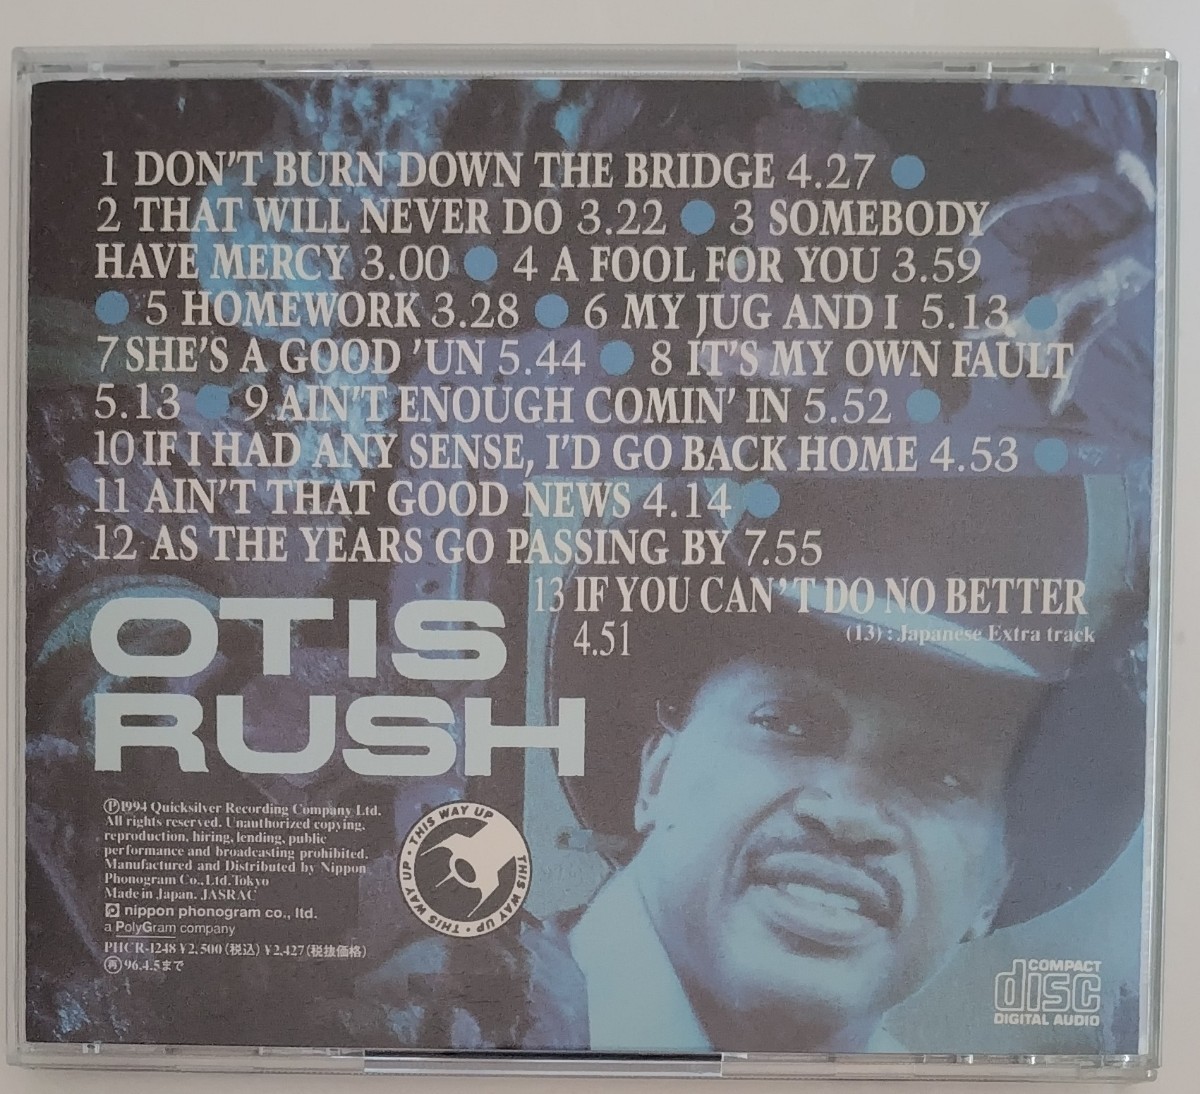 1 DON'T BURN DOWN THE BRIDGE 4.27
2 THAT WILL NEVER DO 3.22 ● 3 SOMEBODY
HAVE MERCY 3.00 ● 4 A FOOL FOR YOU 3.59
● 5 HOMEWORK 3.28 ● 6 MY JUG AND I 5.13 ●
7 SHE'S A GOOD 'UN 5.44 ● 8 IT'S MY OWN FAULT
5.13 ● 9 AIN'T ENOUGH COMIN' IN 5.52 ●
10 IF I HAD ANY SENSE, I'D GO BACK HOME 4.53 ●
11 AIN'T THAT GOOD NEWS 4.14 ●
12 AS THE YEARS GO PASSING BY 7.55
13 IF YOU CAN'T DO NO BETTER
4.51
(13) : Japanese Extra track
OTIS
RUSH
Ⓟ1994 Quicksilver Recording Company Ltd.
All rights reserved. Unauthorized copying,
reproduction, hiring, lending, public
performance and broadcasting prohibited.
Manufactured and Distributed by Nippon
Phonogram Co., Ltd. Tokyo
Made in Japan. JASRAC
nippon phonogram co., ltd.
a PolyGram company
PHCR-1248 ¥2,500(税込) ¥2,427(税抜価格)
㊞96.4.5まで
THIS WAY UP • THIS WAY UP • THIS WAY UP •
COMPACT
disc
DIGITAL AUDIO